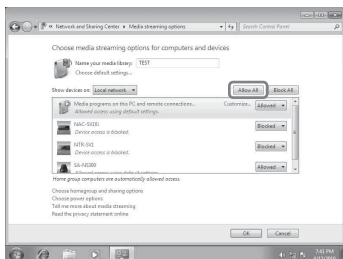 « Network and Sharing Center ▸ Media streaming options
Search Control Panel
Choose media streaming options for computers and devices
Name your media library: TEST
Choose default settings...
Show devices on: Local network
Allow All
Block All
Media programs on this PC and remote connections...
Customize..
Allowed
Allowed access using default settings.
Device access is blocked.
Blocked
NTR-SV1
Device access is blocked.
Blocked
SA-NS300
Allowed
Home group computers are automatically allowed access.
Choose homegroup and sharing options
Choose power options
Tell me more about media streaming
Read the privacy statement online
OK
Cancel
7:41 PM